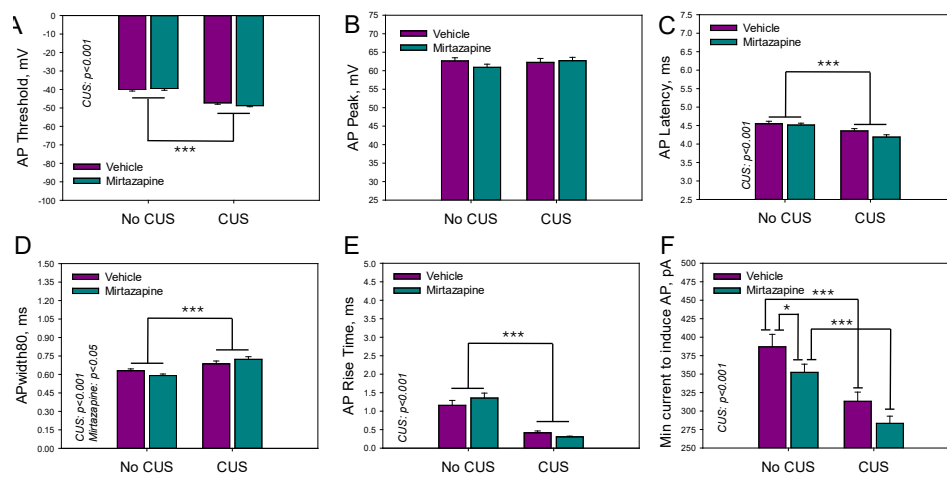 A
AP Threshold, mV
0
-10
-20
-30
-40
-50
-60
-70
-80
-90
-100
CUS: p<0.001
***
Vehicle
Mirtazapine
No CUS
CUS
B
AP Peak, mV
75
70
65
60
55
50
45
40
35
30
25
Vehicle
Mirtazapine
No CUS
CUS
C
AP Latency, ms
7.5
7.0
6.5
6.0
5.5
5.0
4.5
4.0
3.5
3.0
2.5
Vehicle
Mirtazapine
***
CUS: p<0.001
No CUS
CUS
D
APwidth80, ms
1.50
1.35
1.20
1.05
0.90
0.75
0.60
0.45
0.30
0.15
0.00
Vehicle
Mirtazapine
***
CUS: p<0.001
Mirtazapine: p<0.05
No CUS
CUS
E
AP Rise Time, ms
5.0
4.5
4.0
3.5
3.0
2.5
2.0
1.5
1.0
0.5
0.0
Vehicle
Mirtazapine
***
CUS: p<0.001
No CUS
CUS
F
Min current to induce AP, pA
500
475
450
425
400
375
350
325
300
275
250
Vehicle
Mirtazapine
***
*
***
CUS: p<0.001
No CUS
CUS